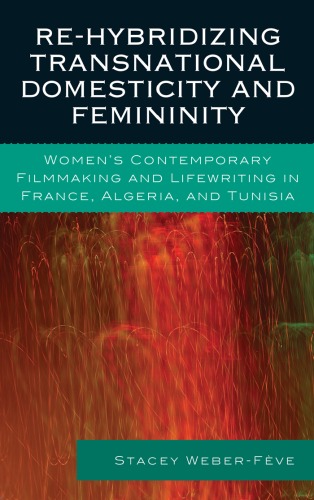 RE-HYBRIDIZING
TRANSNATIONAL
DOMESTICITY AND
FEMININITY
WOMEN'S CONTEMPORARY
FILMMAKING AND LIFEWRITING IN
FRANCE, ALGERIA, AND TUNISIA
STACEY WEBER-FÈVE